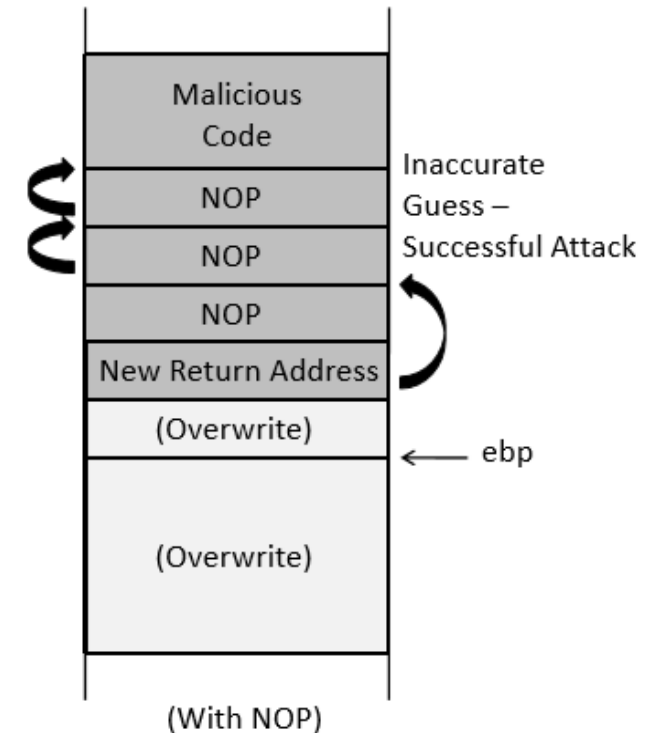 Malicious
Code
Inaccurate
Guess –
Successful Attack
NOP
NOP
NOP
New Return Address
(Overwrite)
ebp
(Overwrite)
(With NOP)